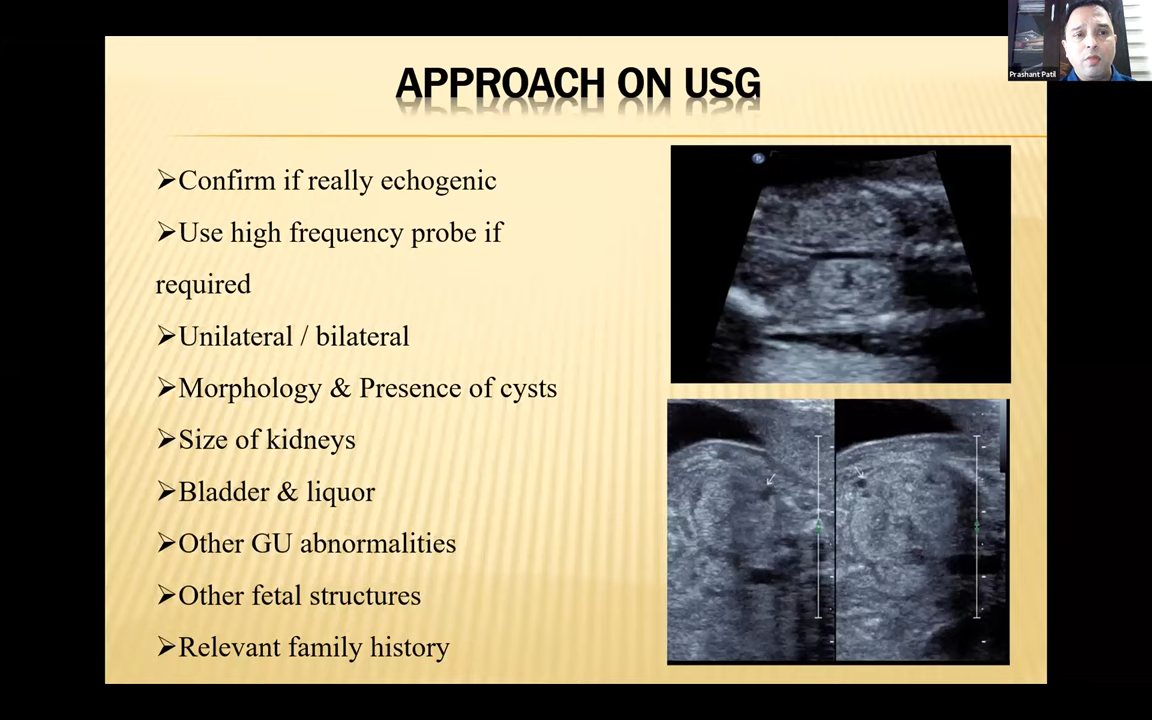 Prashant Patil
APPROACH ON USG
➢Confirm if really echogenic
➢Use high frequency probe if
required
➢Unilateral / bilateral
➢Morphology & Presence of cysts
➢Size of kidneys
➢Bladder & liquor
➢Other GU abnormalities
➢Other fetal structures
➢Relevant family history